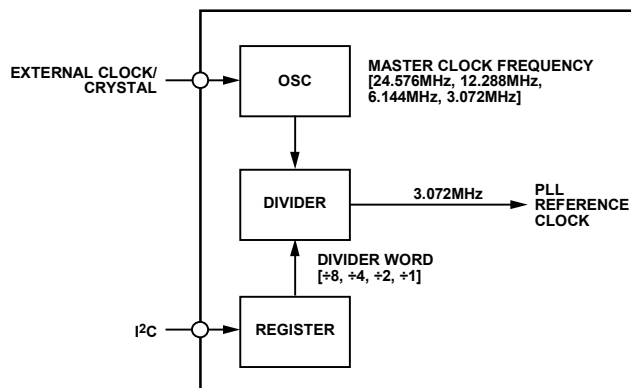 EXTERNAL CLOCK/
CRYSTAL
OSC
MASTER CLOCK FREQUENCY
[24.576MHz, 12.288MHz,
6.144MHz, 3.072MHz]
DIVIDER
3.072MHz
PLL
REFERENCE
CLOCK
DIVIDER WORD
[÷8, ÷4, ÷2, ÷1]
I²C
REGISTER